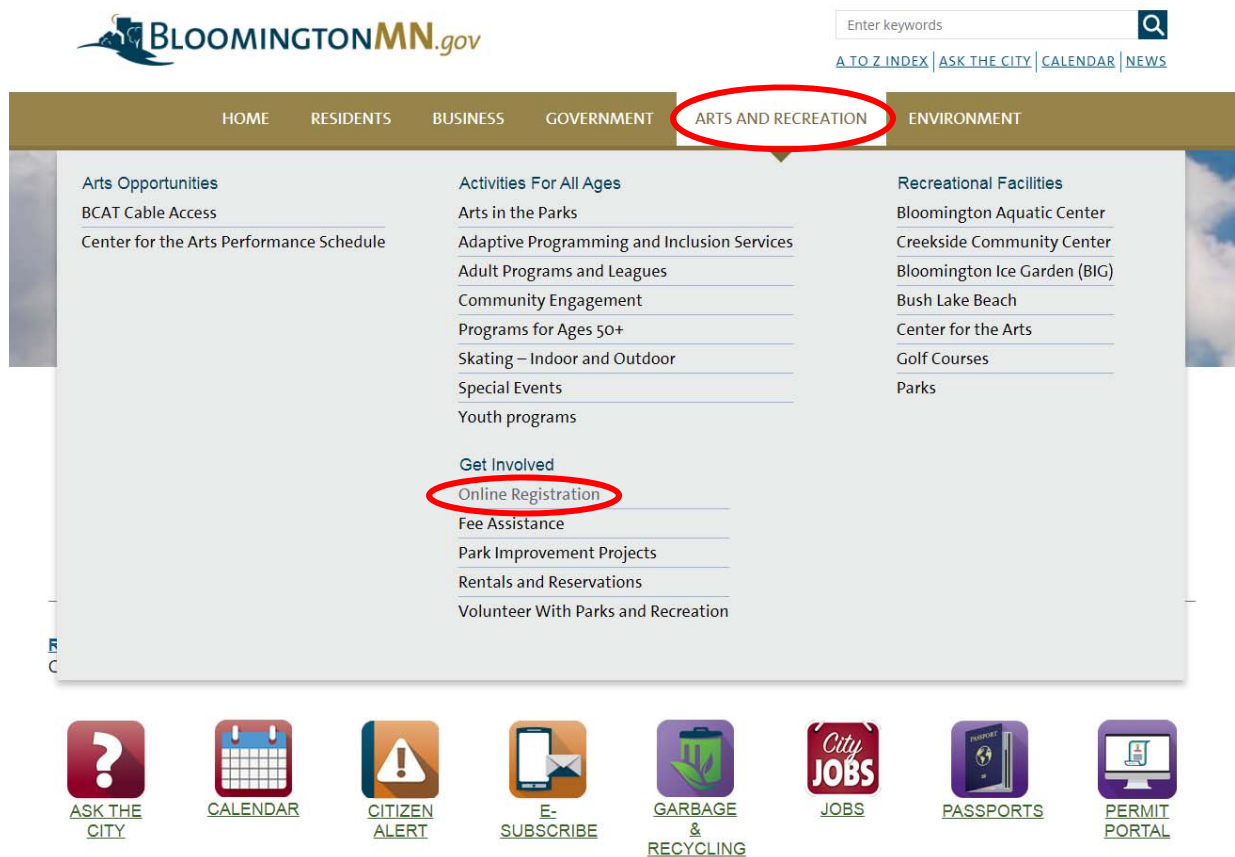 BLOOMINGTONMN.gov
Enter keywords
A TO Z INDEX ASK THE CITY CALENDAR NEWS
HOME RESIDENTS BUSINESS GOVERNMENT ARTS AND RECREATION ENVIRONMENT
Arts Opportunities
BCAT Cable Access
Center for the Arts Performance Schedule
Activities For All Ages
Arts in the Parks
Adaptive Programming and Inclusion Services
Adult Programs and Leagues
Community Engagement
Programs for Ages 50+
Skating – Indoor and Outdoor
Special Events
Youth programs
Get Involved
Online Registration
Fee Assistance
Park Improvement Projects
Rentals and Reservations
Volunteer With Parks and Recreation
Recreational Facilities
Bloomington Aquatic Center
Creekside Community Center
Bloomington Ice Garden (BIG)
Bush Lake Beach
Center for the Arts
Golf Courses
Parks
?
City
JOBS
PASSPORT
ASK THE
CITY
CALENDAR
CITIZEN
ALERT
E-
SUBSCRIBE
GARBAGE
&
RECYCLING
JOBS
PASSPORTS
PERMIT
PORTAL